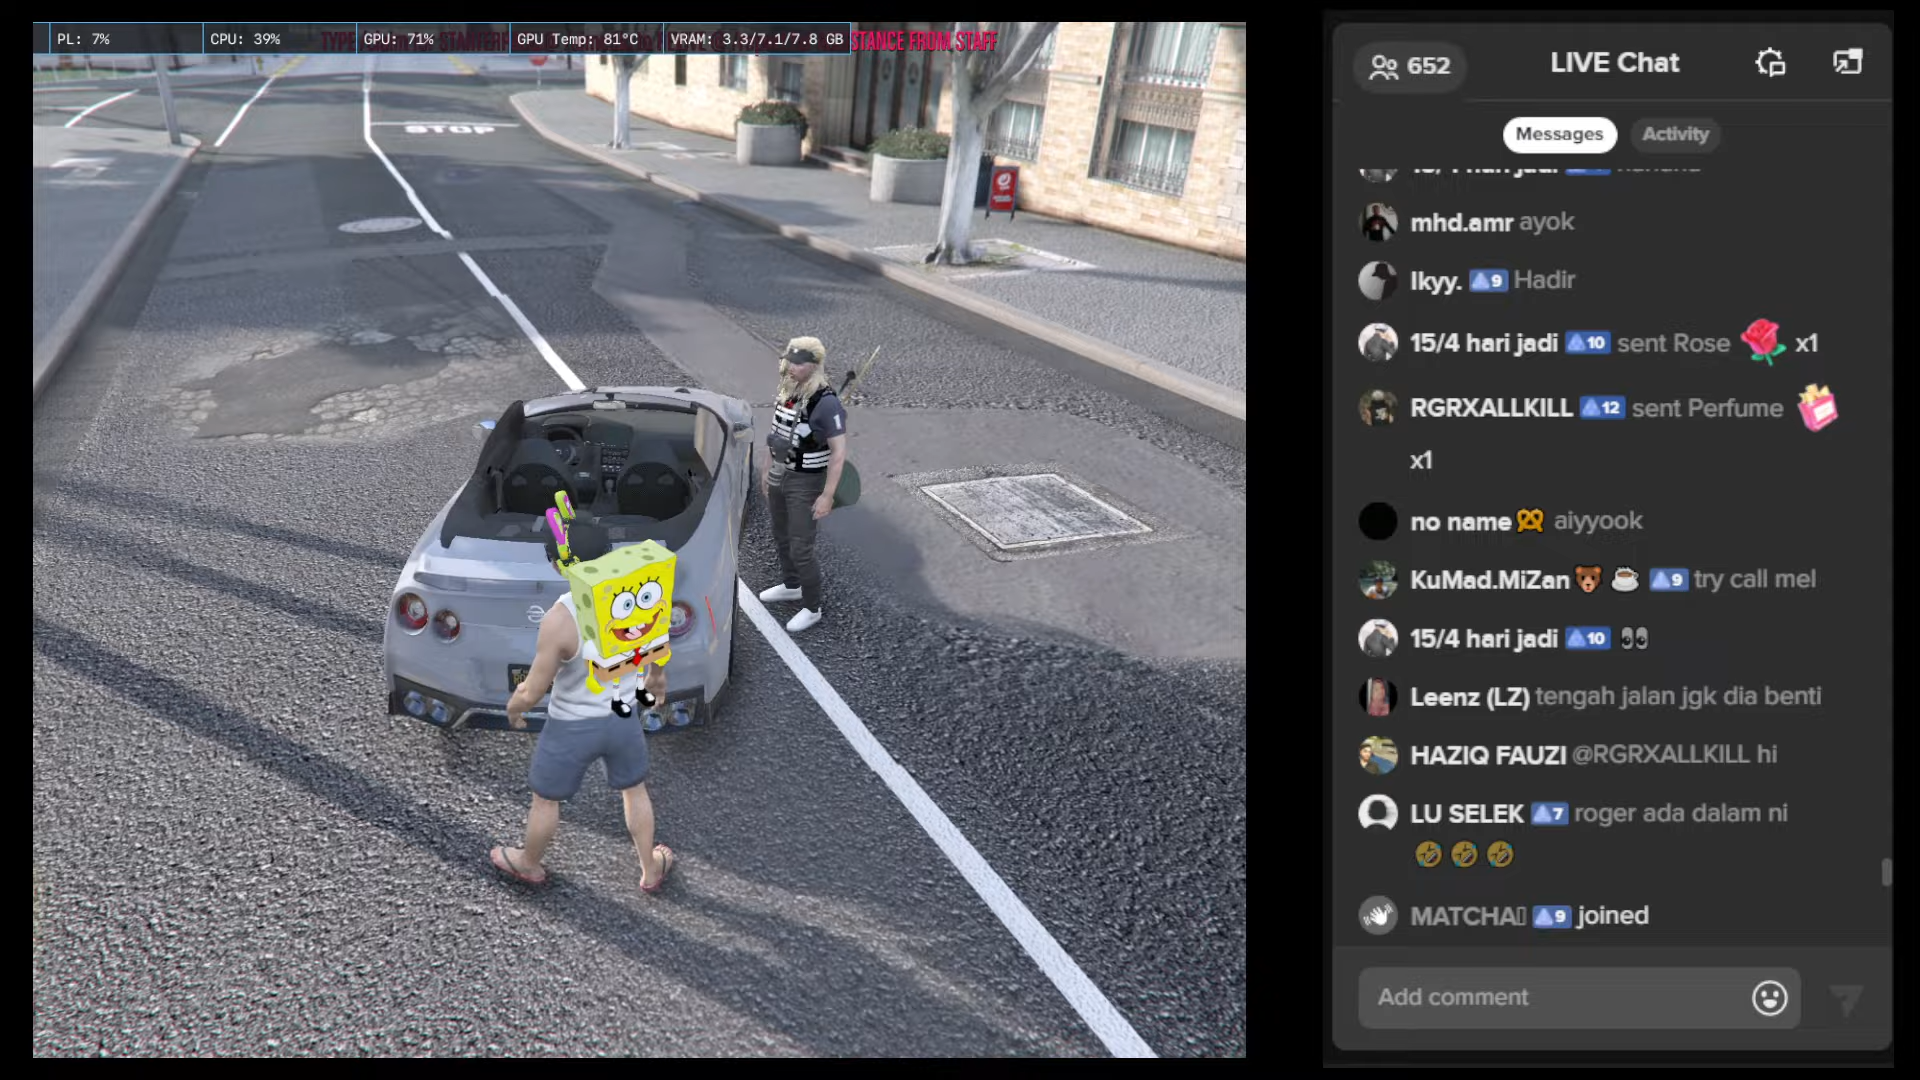 PL: 7%
CPU: 39%
GPU: 71%
GPU Temp: 81°C
VRAM: 3.3/7.1/7.8 GB
STANCE FROM STAFF
STOP
652
LIVE Chat
Messages
Activity
mhd.amr ayok
Ikyy. 9 Hadir
15/4 hari jadi 10 sent Rose 🌹 x1
RGRXALLKILL 12 sent Perfume
x1
no name🥨 aiyyook
KuMad.MiZan🐻☕ 9 try call mel
15/4 hari jadi 10 👀
Leenz (LZ) tengah jalan jgk dia benti
HAZIQ FAUZI @RGRXALLKILL hi
LU SELEK 7 roger ada dalam ni
🤣🤣🤣
MATCHA 9 joined
Add comment